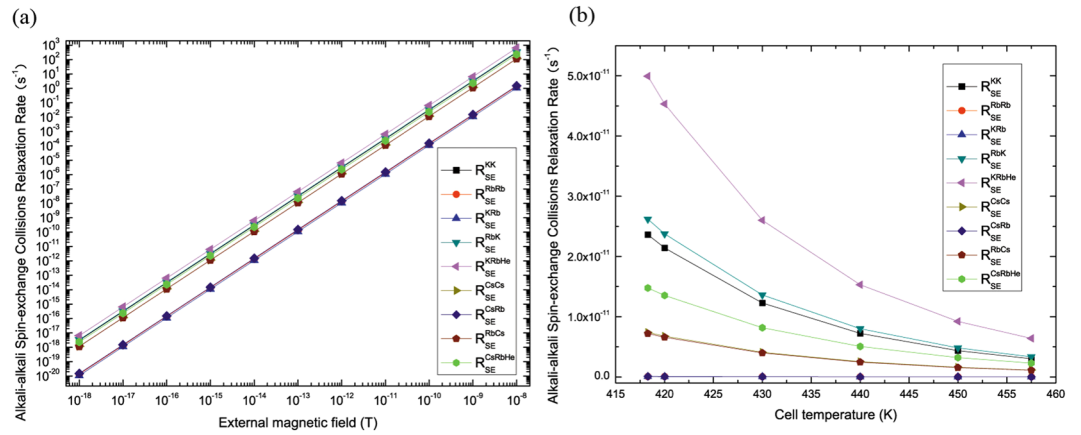 (a)
Alkali-alkali Spin-exchange Collisions Relaxation Rate (s⁻¹)
10³
10²
10¹
10⁰
10⁻¹
10⁻²
10⁻³
10⁻⁴
10⁻⁵
10⁻⁶
10⁻⁷
10⁻⁸
10⁻⁹
10⁻¹⁰
10⁻¹¹
10⁻¹²
10⁻¹³
10⁻¹⁴
10⁻¹⁵
10⁻¹⁶
10⁻¹⁷
10⁻¹⁸
10⁻¹⁹
10⁻²⁰
10⁻¹⁸ 10⁻¹⁷ 10⁻¹⁶ 10⁻¹⁵ 10⁻¹⁴ 10⁻¹³ 10⁻¹² 10⁻¹¹ 10⁻¹⁰ 10⁻⁹ 10⁻⁸
External magnetic field (T)
R_SE^KK
R_SE^RbRb
R_SE^KRb
R_SE^RbK
R_SE^KRbHe
R_SE^CsCs
R_SE^CsRb
R_SE^RbCs
R_SE^CsRbHe
(b)
Alkali-alkali Spin-exchange Collisions Relaxation Rate (s⁻¹)
5.0x10⁻¹¹
4.0x10⁻¹¹
3.0x10⁻¹¹
2.0x10⁻¹¹
1.0x10⁻¹¹
0.0
415 420 425 430 435 440 445 450 455 460
Cell temperature (K)
R_SE^KK
R_SE^RbRb
R_SE^KRb
R_SE^RbK
R_SE^KRbHe
R_SE^CsCs
R_SE^CsRb
R_SE^RbCs
R_SE^CsRbHe